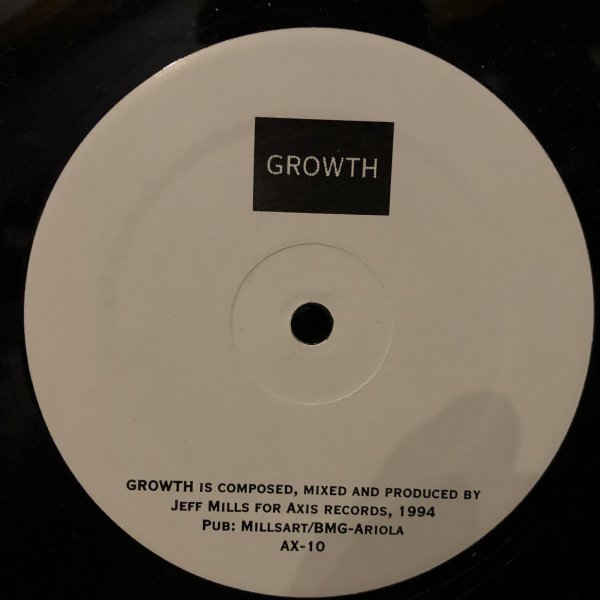 GROWTH
GROWTH IS COMPOSED, MIXED AND PRODUCED BY
JEFF MILLS FOR AXIS RECORDS, 1994
PUB: MILLSART/BMG-ARIOLA
AX-10